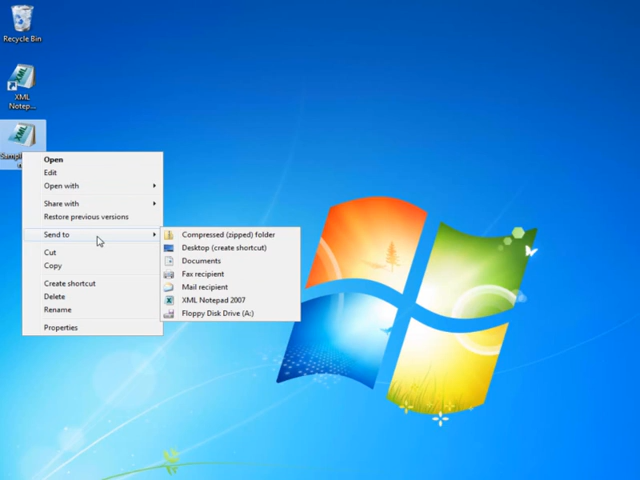 Recycle Bin
XML
Notep...
Open
Edit
Open with
Share with
Restore previous versions
Send to
Cut
Copy
Create shortcut
Delete
Rename
Properties
Compressed (zipped) folder
Desktop (create shortcut)
Documents
Fax recipient
Mail recipient
XML Notepad 2007
Floppy Disk Drive (A:)